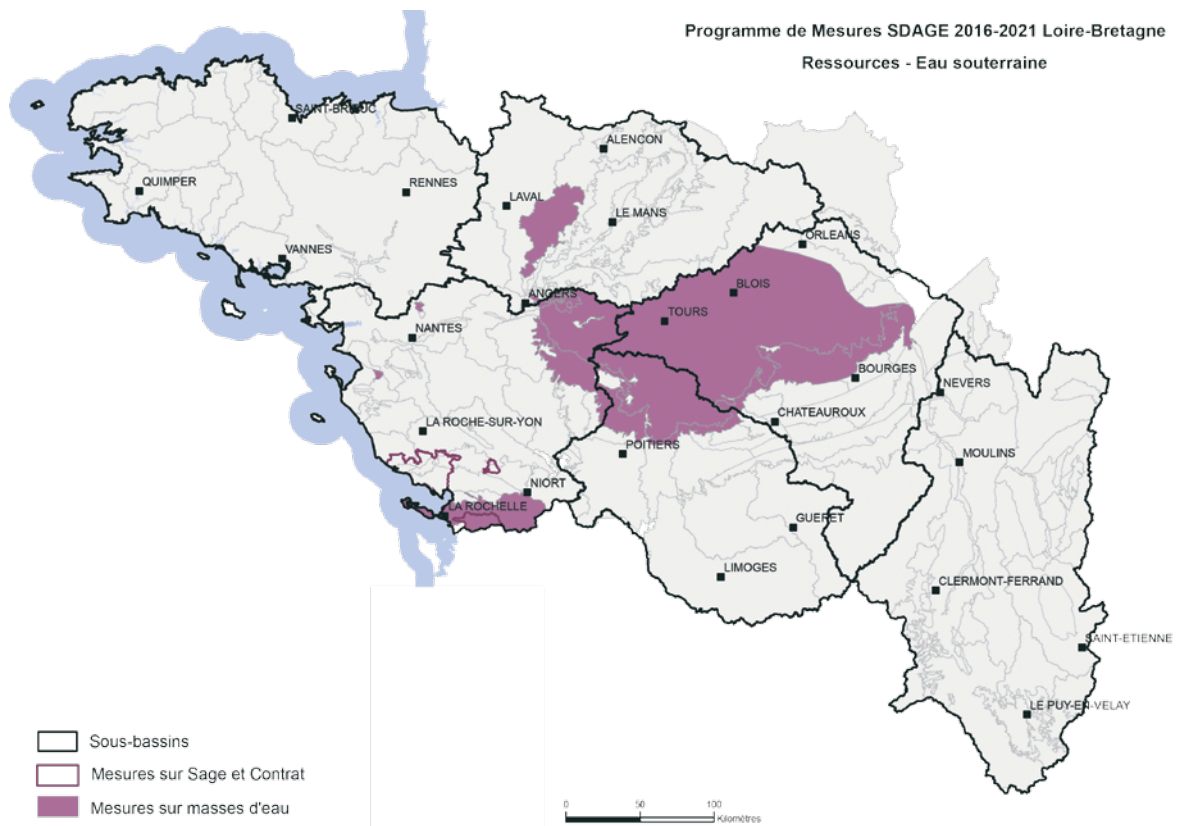 Programme de Mesures SDAGE 2016-2021 Loire-Bretagne
Ressources - Eau souterraine
SAINT-BRIEUC
ALENCON
QUIMPER
RENNES
LAVAL
LE MANS
VANNES
ORLEANS
ANGERS
BLOIS
TOURS
NANTES
BOURGES
NEVERS
CHATEAUROUX
LA ROCHE-SUR-YON
POITIERS
MOULINS
NIORT
LA ROCHELLE
GUERET
LIMOGES
CLERMONT-FERRAND
SAINT-ETIENNE
LE PUY-EN-VELAY
Sous-bassins
Mesures sur Sage et Contrat
Mesures sur masses d'eau
0 50 100
Kilomètres